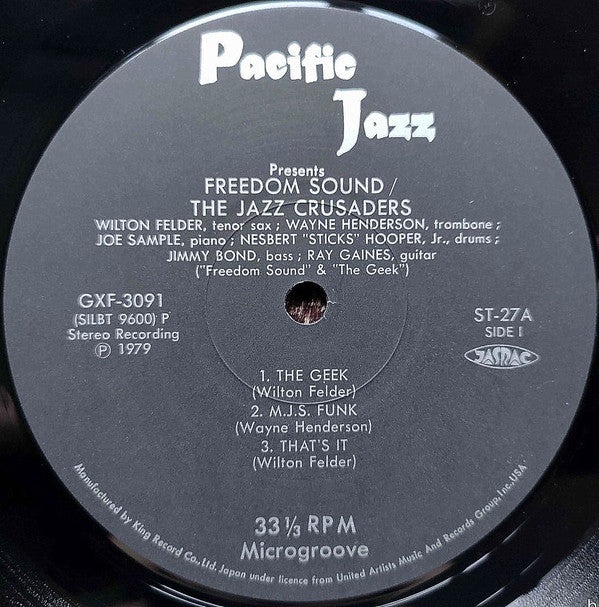 Pacific
Jazz
Presents
FREEDOM SOUND /
THE JAZZ CRUSADERS
WILTON FELDER, tenor sax ; WAYNE HENDERSON, trombone ;
JOE SAMPLE, piano ; NESBERT "STICKS" HOOPER, Jr., drums ;
JIMMY BOND, bass ; RAY GAINES, guitar
("Freedom Sound" & "The Geek")
GXF-3091
(SILBT 9600) P
Stereo Recording
Ⓟ 1979
ST-27A
SIDE I
JASRAC
1. THE GEEK
(Wilton Felder)
2. M.J.S. FUNK
(Wayne Henderson)
3. THAT'S IT
(Wilton Felder)
33 ⅓ RPM
Microgroove
Manufactured by King Record Co., Ltd. Japan under licence from United Artists Music And Records Group, Inc., USA.